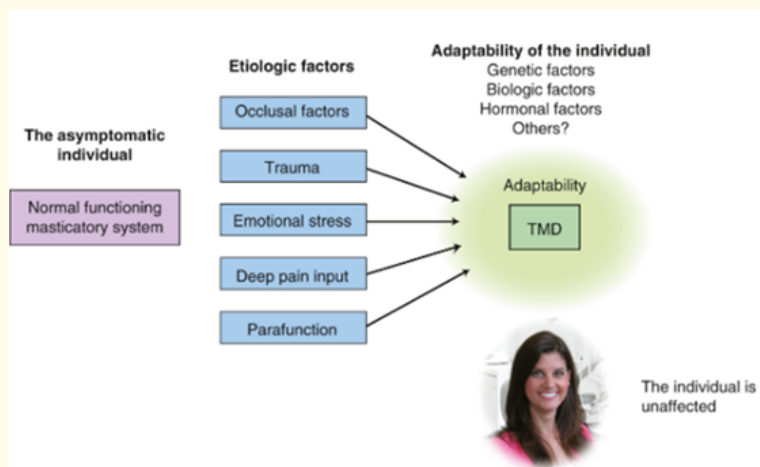 The asymptomatic
individual
Normal functioning
masticatory system
Etiologic factors
Occlusal factors
Trauma
Emotional stress
Deep pain input
Parafunction
Adaptability of the individual
Genetic factors
Biologic factors
Hormonal factors
Others?
Adaptability
TMD
The individual is
unaffected